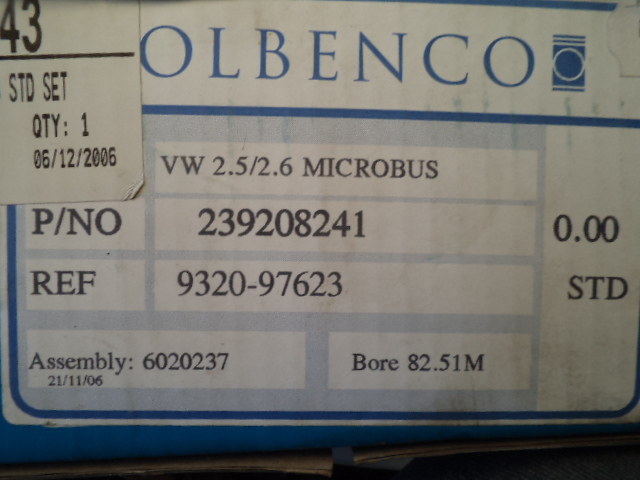 43
STD SET
QTY: 1
06/12/2006
OLBENCO
VW 2.5/2.6 MICROBUS
P/NO 239208241 0.00
REF 9320-97623 STD
Assembly: 6020237 Bore 82.51M
21/11/06